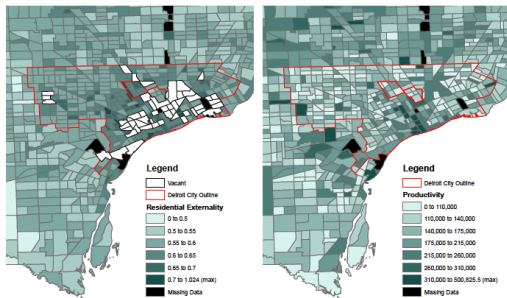 Legend
Vacant
Detroit City Outline
Residential Externality
0 to 0.5
0.5 to 0.55
0.55 to 0.6
0.6 to 0.65
0.65 to 0.7
0.7 to 1.024 (max)
Missing Data
Legend
Detroit City Outline
Productivity
0 to 110,000
110,000 to 140,000
140,000 to 175,000
175,000 to 215,000
215,000 to 260,000
260,000 to 310,000
310,000 to 500,825.5 (max)
Missing Data